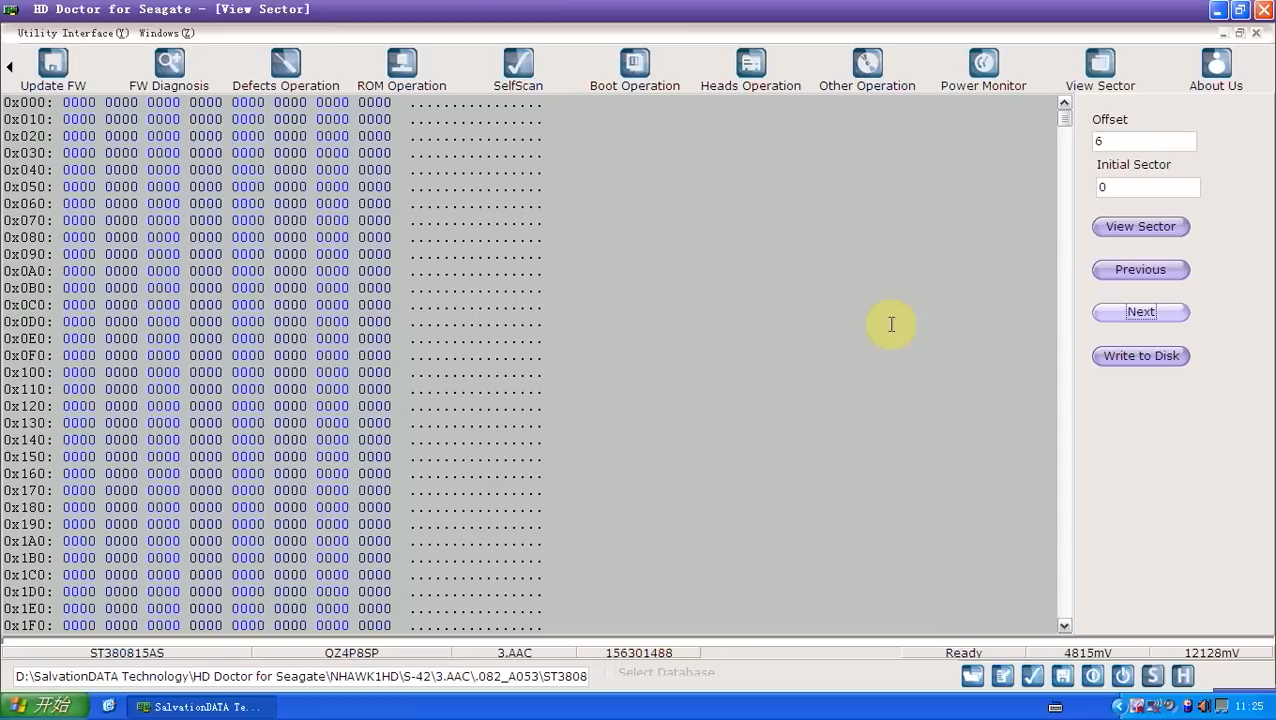 HD Doctor for Seagate - [View Sector]
Utility Interface(Y) Windows(Z)
Update FW FW Diagnosis Defects Operation ROM Operation SelfScan Boot Operation Heads Operation Other Operation Power Monitor View Sector About Us
0x000: 0000 0000 0000 0000 0000 0000 0000 0000 ................
0x010: 0000 0000 0000 0000 0000 0000 0000 0000 ................
0x020: 0000 0000 0000 0000 0000 0000 0000 0000 ................
0x030: 0000 0000 0000 0000 0000 0000 0000 0000 ................
0x040: 0000 0000 0000 0000 0000 0000 0000 0000 ................
0x050: 0000 0000 0000 0000 0000 0000 0000 0000 ................
0x060: 0000 0000 0000 0000 0000 0000 0000 0000 ................
0x070: 0000 0000 0000 0000 0000 0000 0000 0000 ................
0x080: 0000 0000 0000 0000 0000 0000 0000 0000 ................
0x090: 0000 0000 0000 0000 0000 0000 0000 0000 ................
0x0A0: 0000 0000 0000 0000 0000 0000 0000 0000 ................
0x0B0: 0000 0000 0000 0000 0000 0000 0000 0000 ................
0x0C0: 0000 0000 0000 0000 0000 0000 0000 0000 ................
0x0D0: 0000 0000 0000 0000 0000 0000 0000 0000 ................
0x0E0: 0000 0000 0000 0000 0000 0000 0000 0000 ................
0x0F0: 0000 0000 0000 0000 0000 0000 0000 0000 ................
0x100: 0000 0000 0000 0000 0000 0000 0000 0000 ................
0x110: 0000 0000 0000 0000 0000 0000 0000 0000 ................
0x120: 0000 0000 0000 0000 0000 0000 0000 0000 ................
0x130: 0000 0000 0000 0000 0000 0000 0000 0000 ................
0x140: 0000 0000 0000 0000 0000 0000 0000 0000 ................
0x150: 0000 0000 0000 0000 0000 0000 0000 0000 ................
0x160: 0000 0000 0000 0000 0000 0000 0000 0000 ................
0x170: 0000 0000 0000 0000 0000 0000 0000 0000 ................
0x180: 0000 0000 0000 0000 0000 0000 0000 0000 ................
0x190: 0000 0000 0000 0000 0000 0000 0000 0000 ................
0x1A0: 0000 0000 0000 0000 0000 0000 0000 0000 ................
0x1B0: 0000 0000 0000 0000 0000 0000 0000 0000 ................
0x1C0: 0000 0000 0000 0000 0000 0000 0000 0000 ................
0x1D0: 0000 0000 0000 0000 0000 0000 0000 0000 ................
0x1E0: 0000 0000 0000 0000 0000 0000 0000 0000 ................
0x1F0: 0000 0000 0000 0000 0000 0000 0000 0000 ................
Offset
6
Initial Sector
0
View Sector
Previous
Next
Write to Disk
ST380815AS QZ4P8SP 3.AAC 156301488 Ready 4815mV 12128mV
D:\SalvationDATA Technology\HD Doctor for Seagate\NHAWK1HD\3.42\3.AAC\.082_A053\ST3808 Select Database
S H
开始 SalvationDATA Te... 11:25